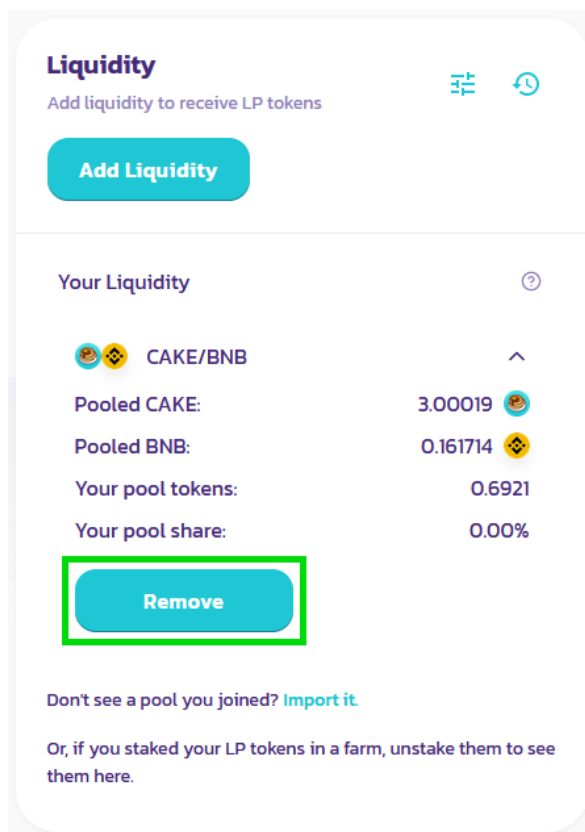 Liquidity
Add liquidity to receive LP tokens
Add Liquidity
Your Liquidity
?
CAKE/BNB
Pooled CAKE: 3.00019
Pooled BNB: 0.161714
Your pool tokens: 0.6921
Your pool share: 0.00%
Remove
Don't see a pool you joined? Import it.
Or, if you staked your LP tokens in a farm, unstake them to see
them here.